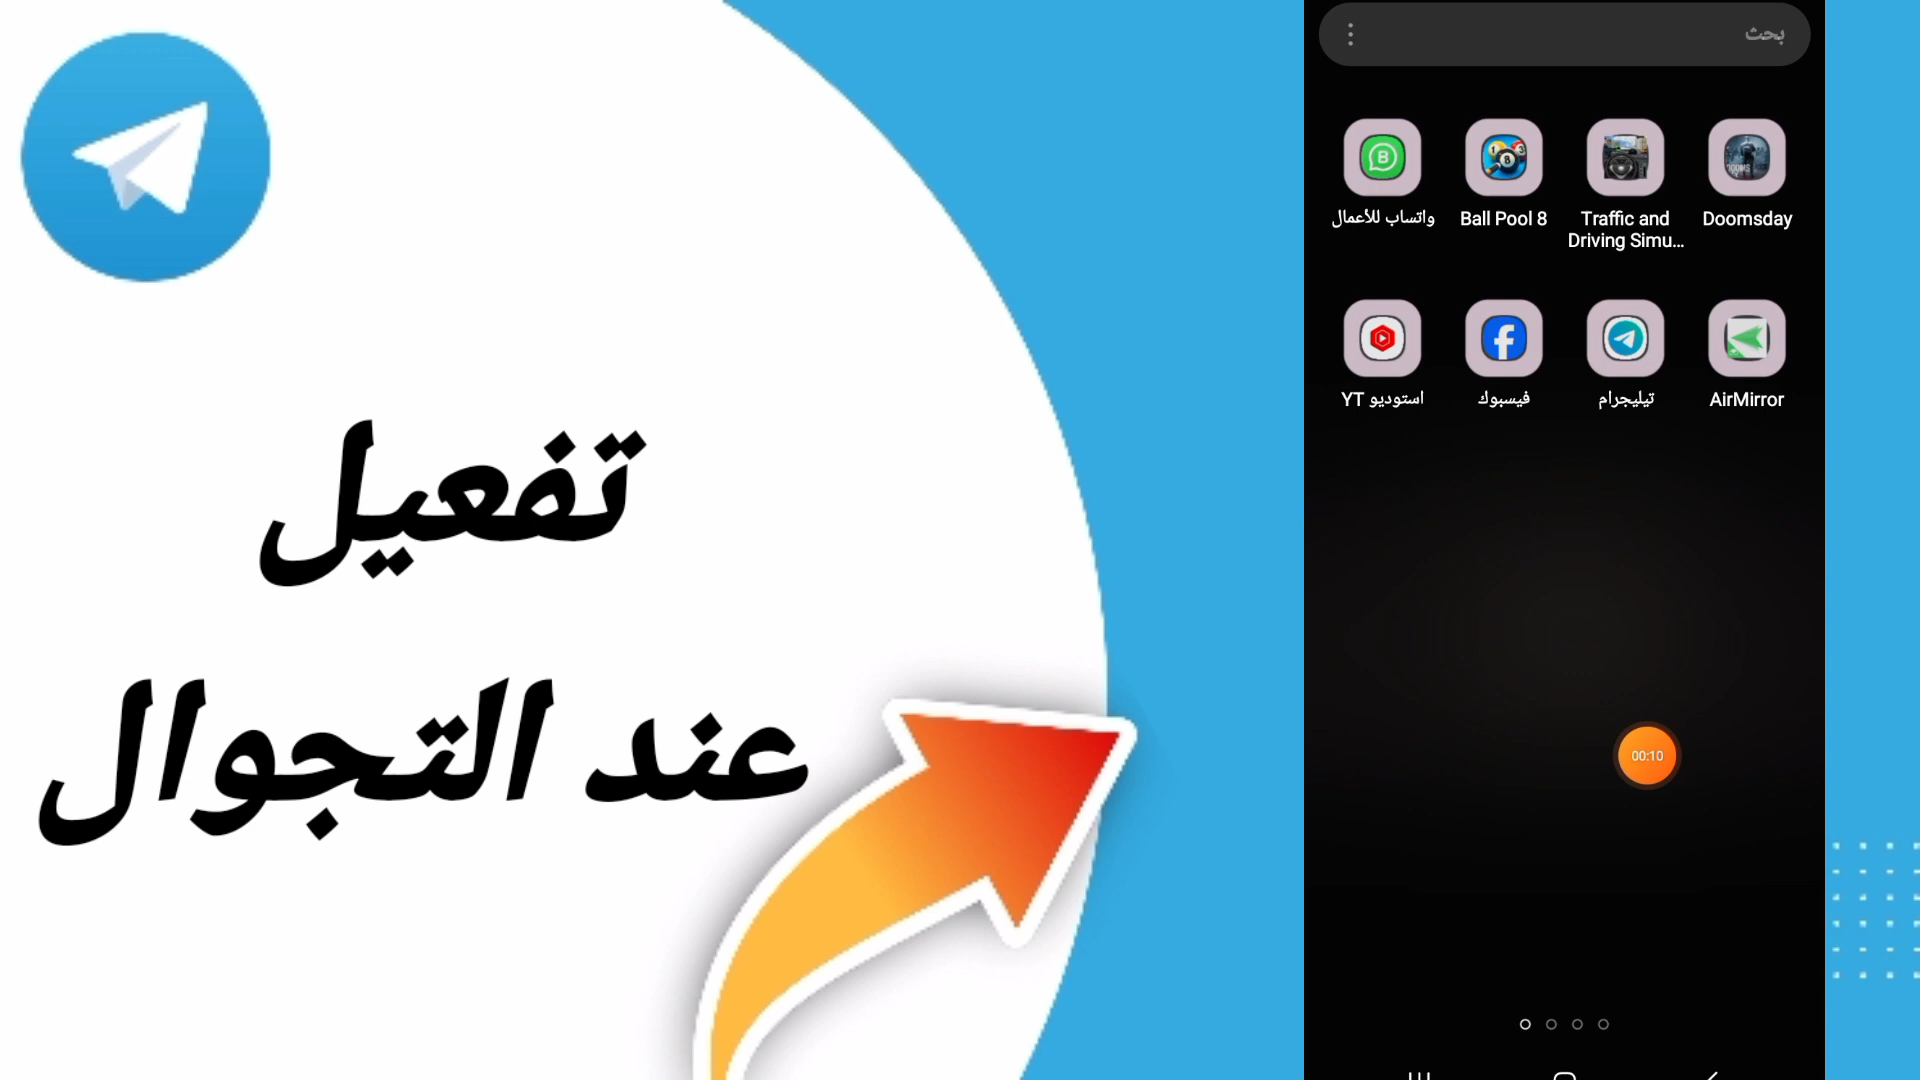 تفعيل
عند التجوال
بحث
واتساب للأعمال
Ball Pool 8
Traffic and
Driving Simu...
Doomsday
استوديو YT
فيسبوك
تيليجرام
AirMirror
00:10